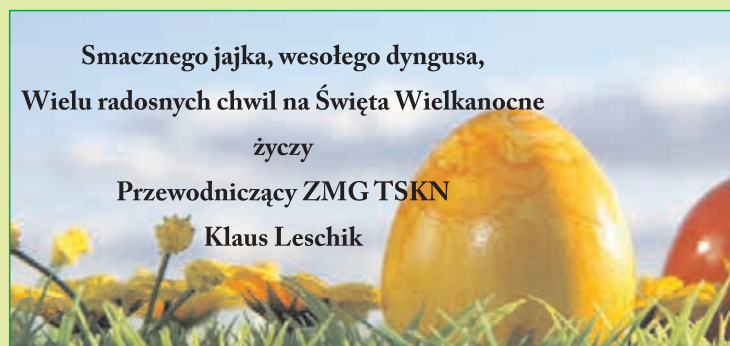 Smacznego jajka, wesołego dyngusa,
Wielu radosnych chwil na Święta Wielkanocne
życzy
Przewodniczący ZMG TSKN
Klaus Leschik